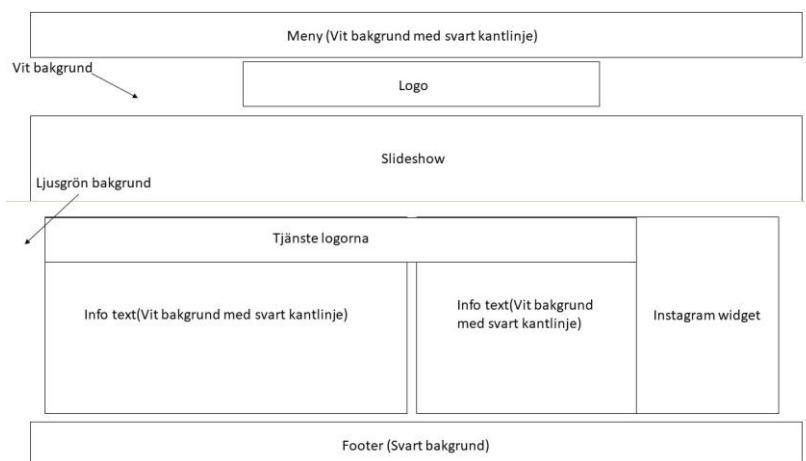 Meny (Vit bakgrund med svart kantlinje)
Vit bakgrund
Logo
Slideshow
Ljusgrön bakgrund
Tjänste logorna
Info text(Vit bakgrund med svart kantlinje)
Info text(Vit bakgrund
med svart kantlinje)
Instagram widget
Footer (Svart bakgrund)